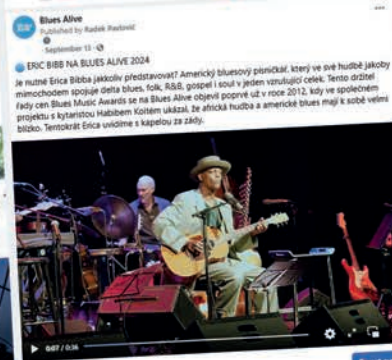 Blues Alive
Published by Radek Pavlovič
September 13
ERIC BIBB NA BLUES ALIVE 2024
Je nutné Erica Bibba jakkoliv představovat? Americký bluesový písničkář, který ve své hudbě jakoby
mimochodem spojuje delta blues, folk, R&B, gospel i soul v jeden vzrušující celek. Tento držitel
řady cen Blues Music Awards se na Blues Alive objevil poprvé už v roce 2012, kdy ve společném
projektu s kytaristou Habibem Koitém ukázal, že africká hudba a americké blues mají k sobě velmi
blízko. Tentokrát Erica uvidíme s kapelou za zády.
0:07 / 0:36